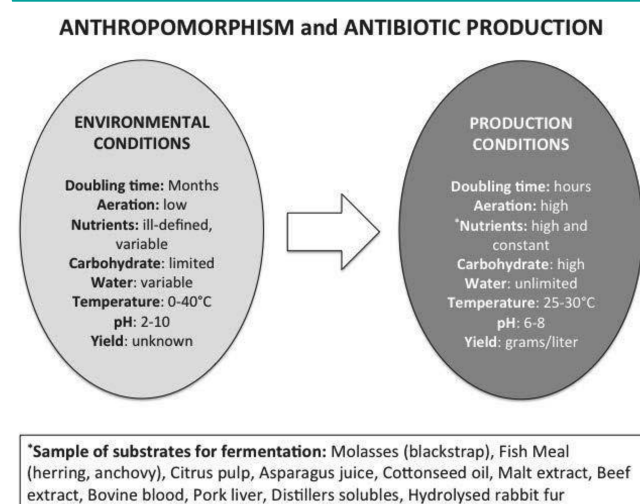 ANTHROPOMORPHISM and ANTIBIOTIC PRODUCTION
ENVIRONMENTAL
CONDITIONS
Doubling time: Months
Aeration: low
Nutrients: ill-defined,
variable
Carbohydrate: limited
Water: variable
Temperature: 0-40°C
pH: 2-10
Yield: unknown
PRODUCTION
CONDITIONS
Doubling time: hours
Aeration: high
*Nutrients: high and
constant
Carbohydrate: high
Water: unlimited
Temperature: 25-30°C
pH: 6-8
Yield: grams/liter
*Sample of substrates for fermentation: Molasses (blackstrap), Fish Meal
(herring, anchovy), Citrus pulp, Asparagus juice, Cottonseed oil, Malt extract, Beef
extract, Bovine blood, Pork liver, Distillers solubles, Hydrolysed rabbit fur